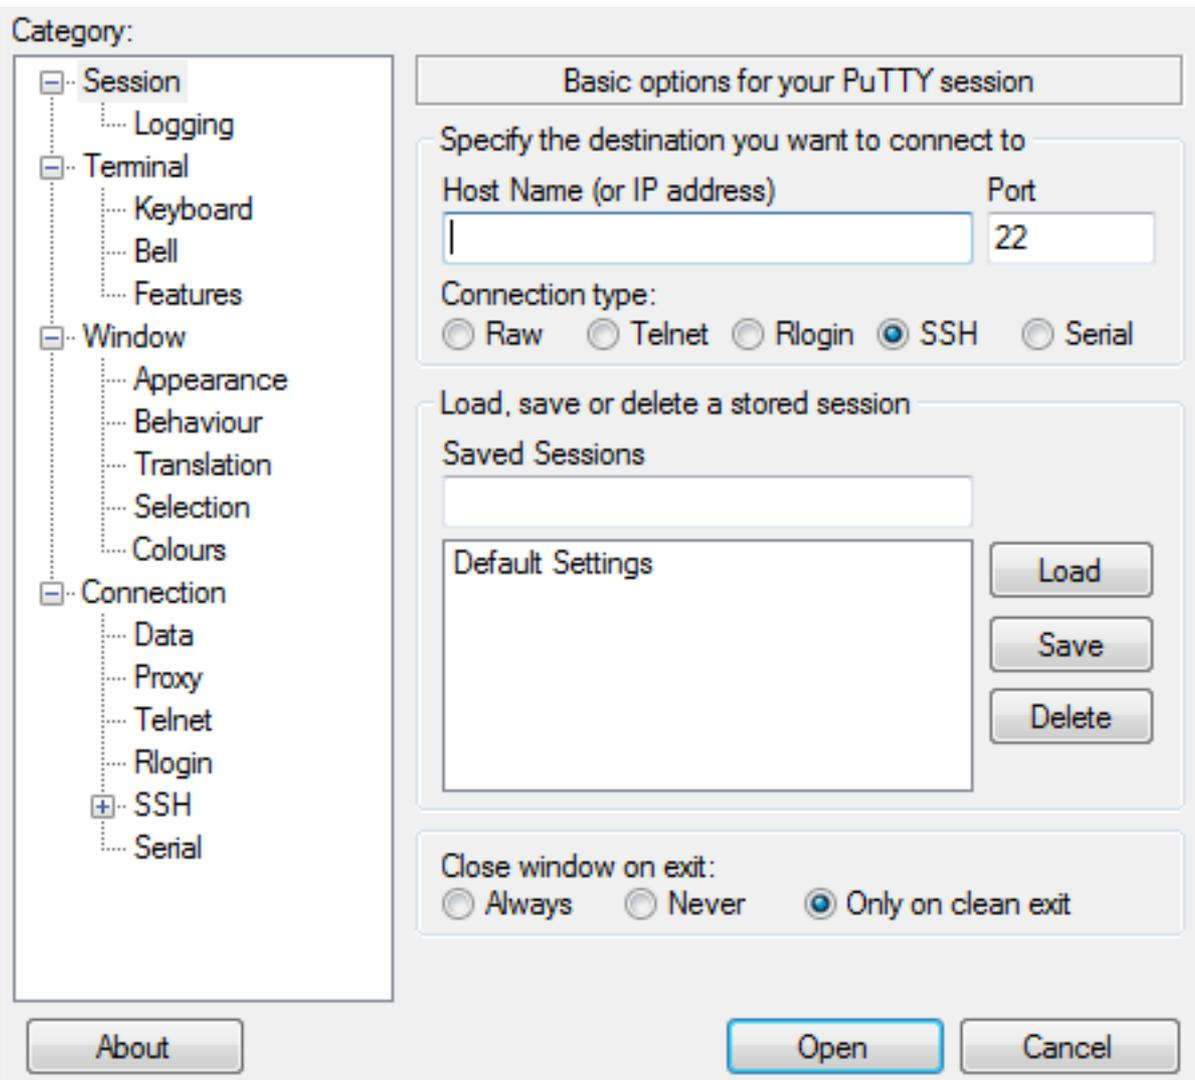 Category:
Session
Logging
Terminal
Keyboard
Bell
Features
Window
Appearance
Behaviour
Translation
Selection
Colours
Connection
Data
Proxy
Telnet
Rlogin
SSH
Serial
Basic options for your PuTTY session
Specify the destination you want to connect to
Host Name (or IP address) Port
22
Connection type:
Raw Telnet Rlogin SSH Serial
Load, save or delete a stored session
Saved Sessions
Default Settings
Load
Save
Delete
Close window on exit:
Always Never Only on clean exit
About Open Cancel